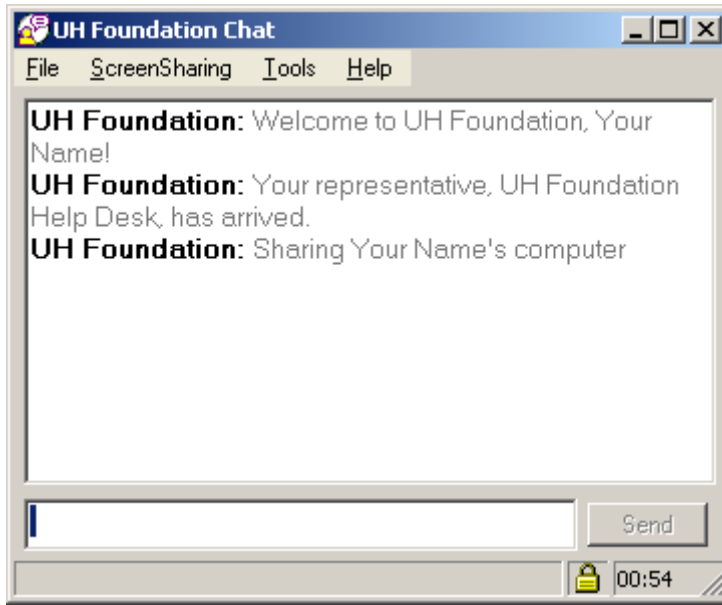 UH Foundation Chat
File ScreenSharing Tools Help
UH Foundation: Welcome to UH Foundation, Your
Name!
UH Foundation: Your representative, UH Foundation
Help Desk, has arrived.
UH Foundation: Sharing Your Name's computer
Send
00:54